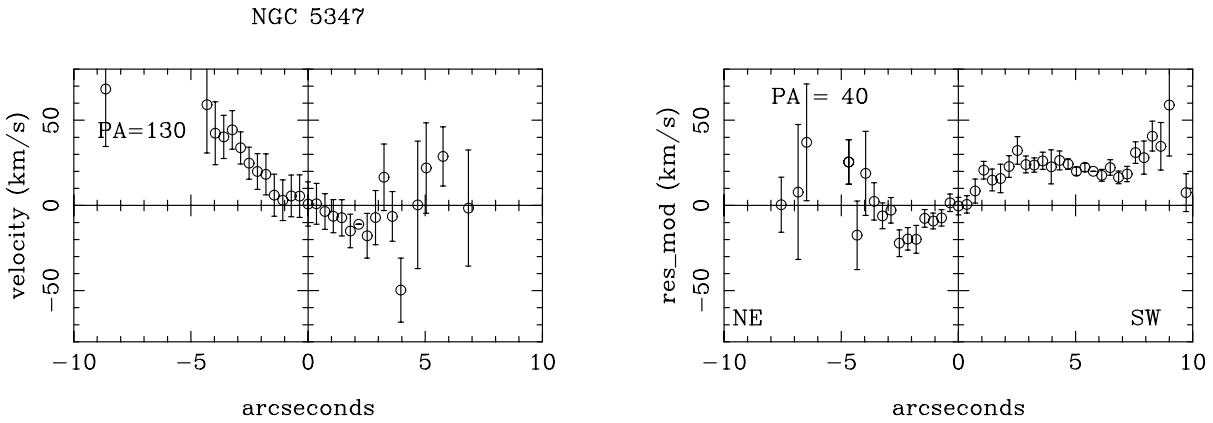 NGC 5347
velocity (km/s)
50
0
−50
PA=130
−10
−5
0
5
10
arcseconds
res_mod (km/s)
50
0
−50
PA = 40
NE
SW
−10
−5
0
5
10
arcseconds